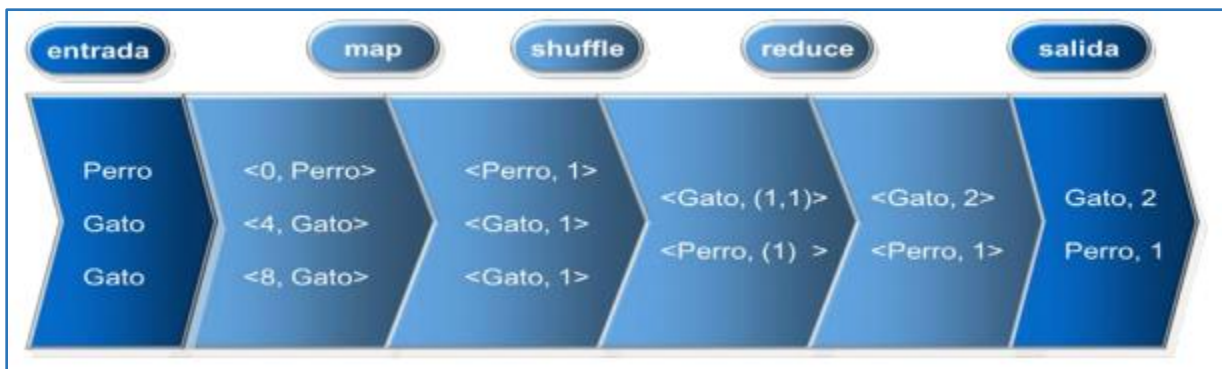 entrada
map
shuffle
reduce
salida
Perro
Gato
Gato
<0, Perro>
<4, Gato>
<8, Gato>
<Perro, 1>
<Gato, 1>
<Gato, 1>
<Gato, (1,1)>
<Perro, (1) >
<Gato, 2>
<Perro, 1>
Gato, 2
Perro, 1